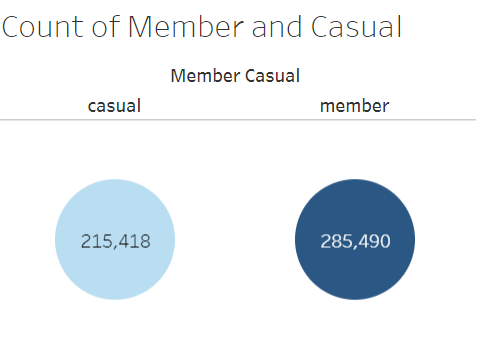 Count of Member and Casual
Member Casual
casual member
215,418 285,490